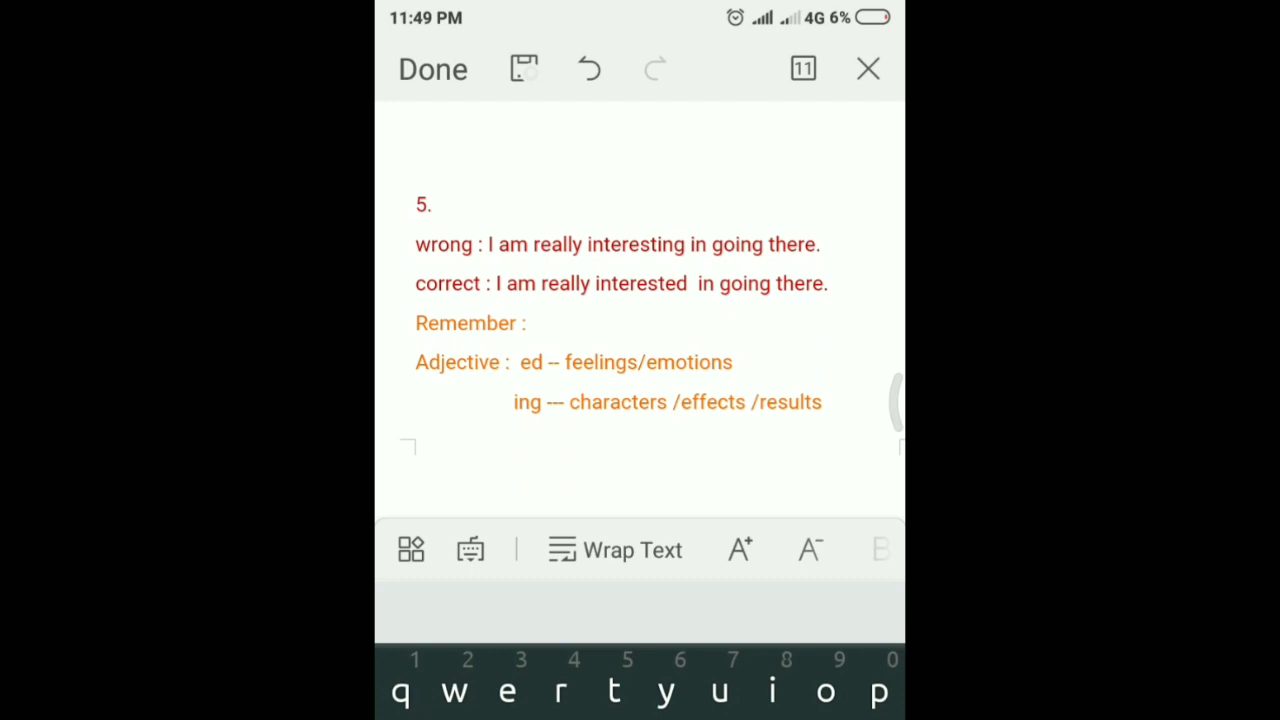 11:49 PM 4G 6%
Done 11
5.
wrong : I am really interesting in going there.
correct : I am really interested  in going there.
Remember :
Adjective :  ed -- feelings/emotions
ing --- characters /effects /results
Wrap Text A+ A- B
1 2 3 4 5 6 7 8 9 0
q w e r t y u i o p